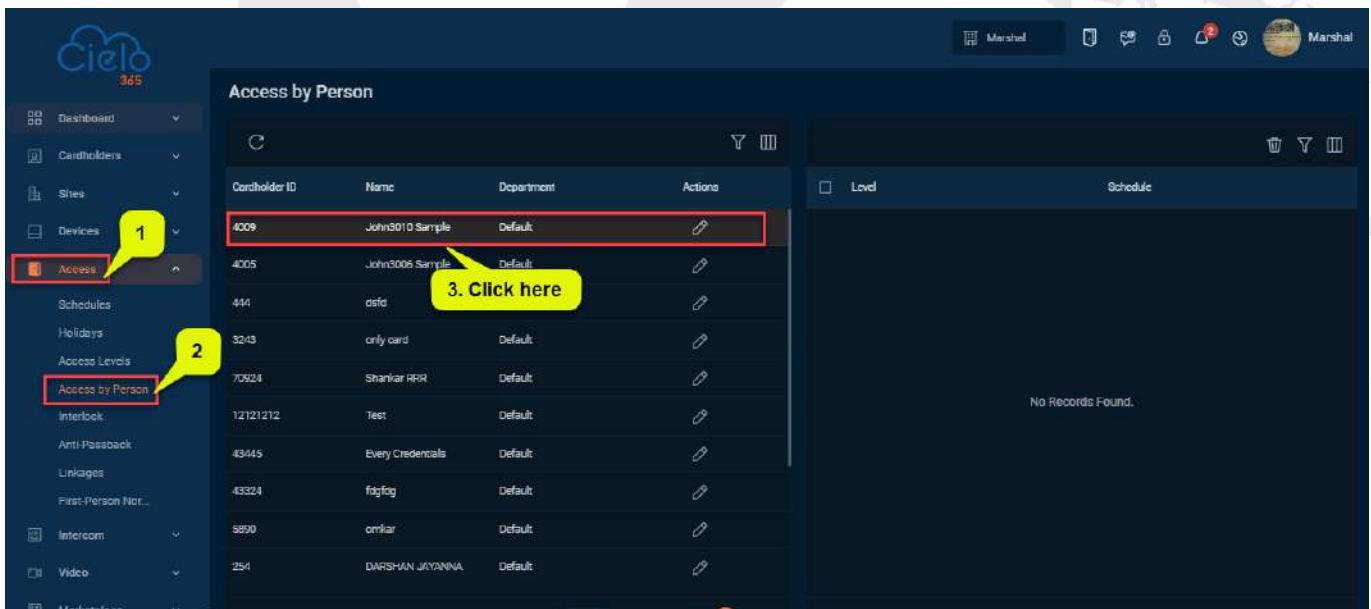 Cielo
365
Marshal
2
Marshal
Access by Person
Dashboard
Cardholders
Sites
Devices
1
Access
Schedules
Holidays
Access Levels
2
Access by Person
Interlock
Anti-Passback
Linkages
First-Person Nor...
Intercom
Video
Cardholder ID Name Department Actions
4009 John3010 Sample Default
4005 John3006 Sample Default
3. Click here
444 dsfd
3243 only card Default
70924 Shankar RRR Default
12121212 Test Default
43445 Every Credentials Default
43324 fdgfdg Default
5890 omkar Default
254 DARSHAN JAYANNA Default
Level Schedule
No Records Found.